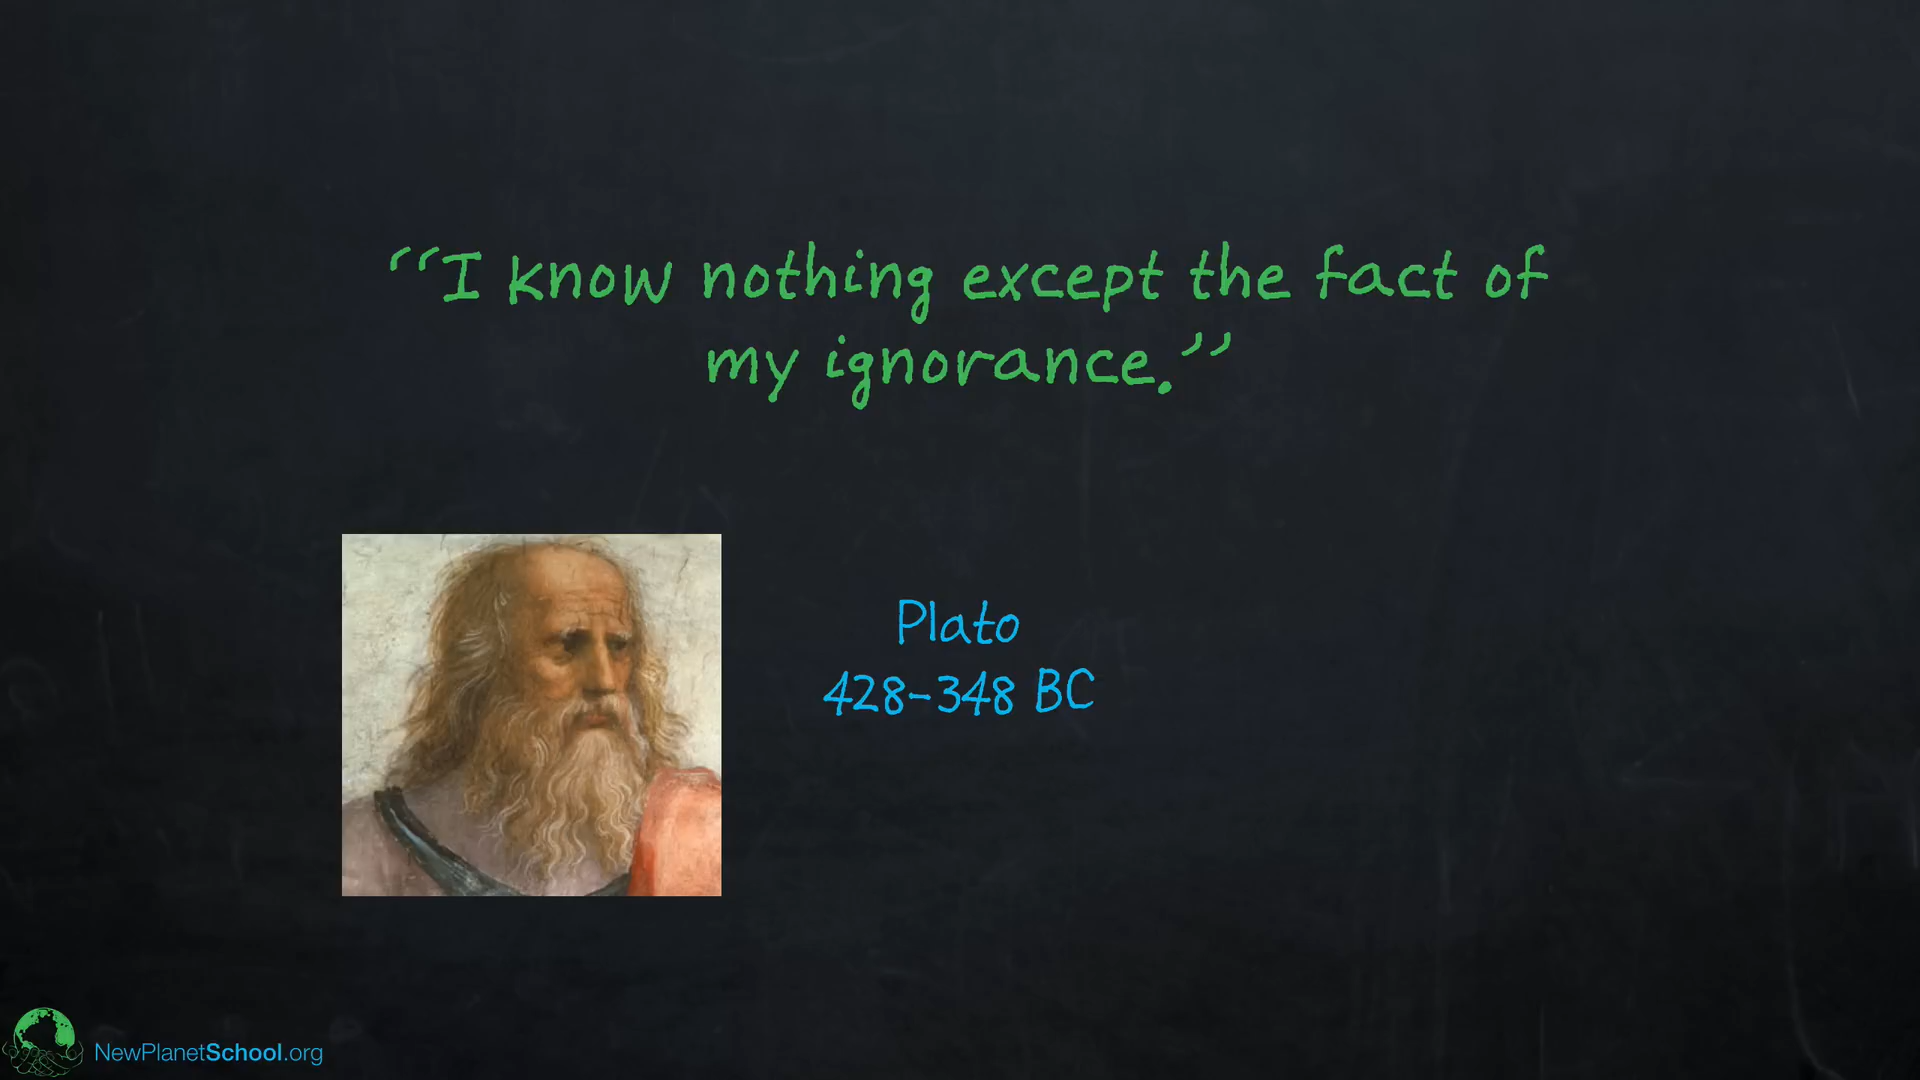 “I know nothing except the fact of
my ignorance.”
Plato
428-348 BC
NewPlanetSchool.org